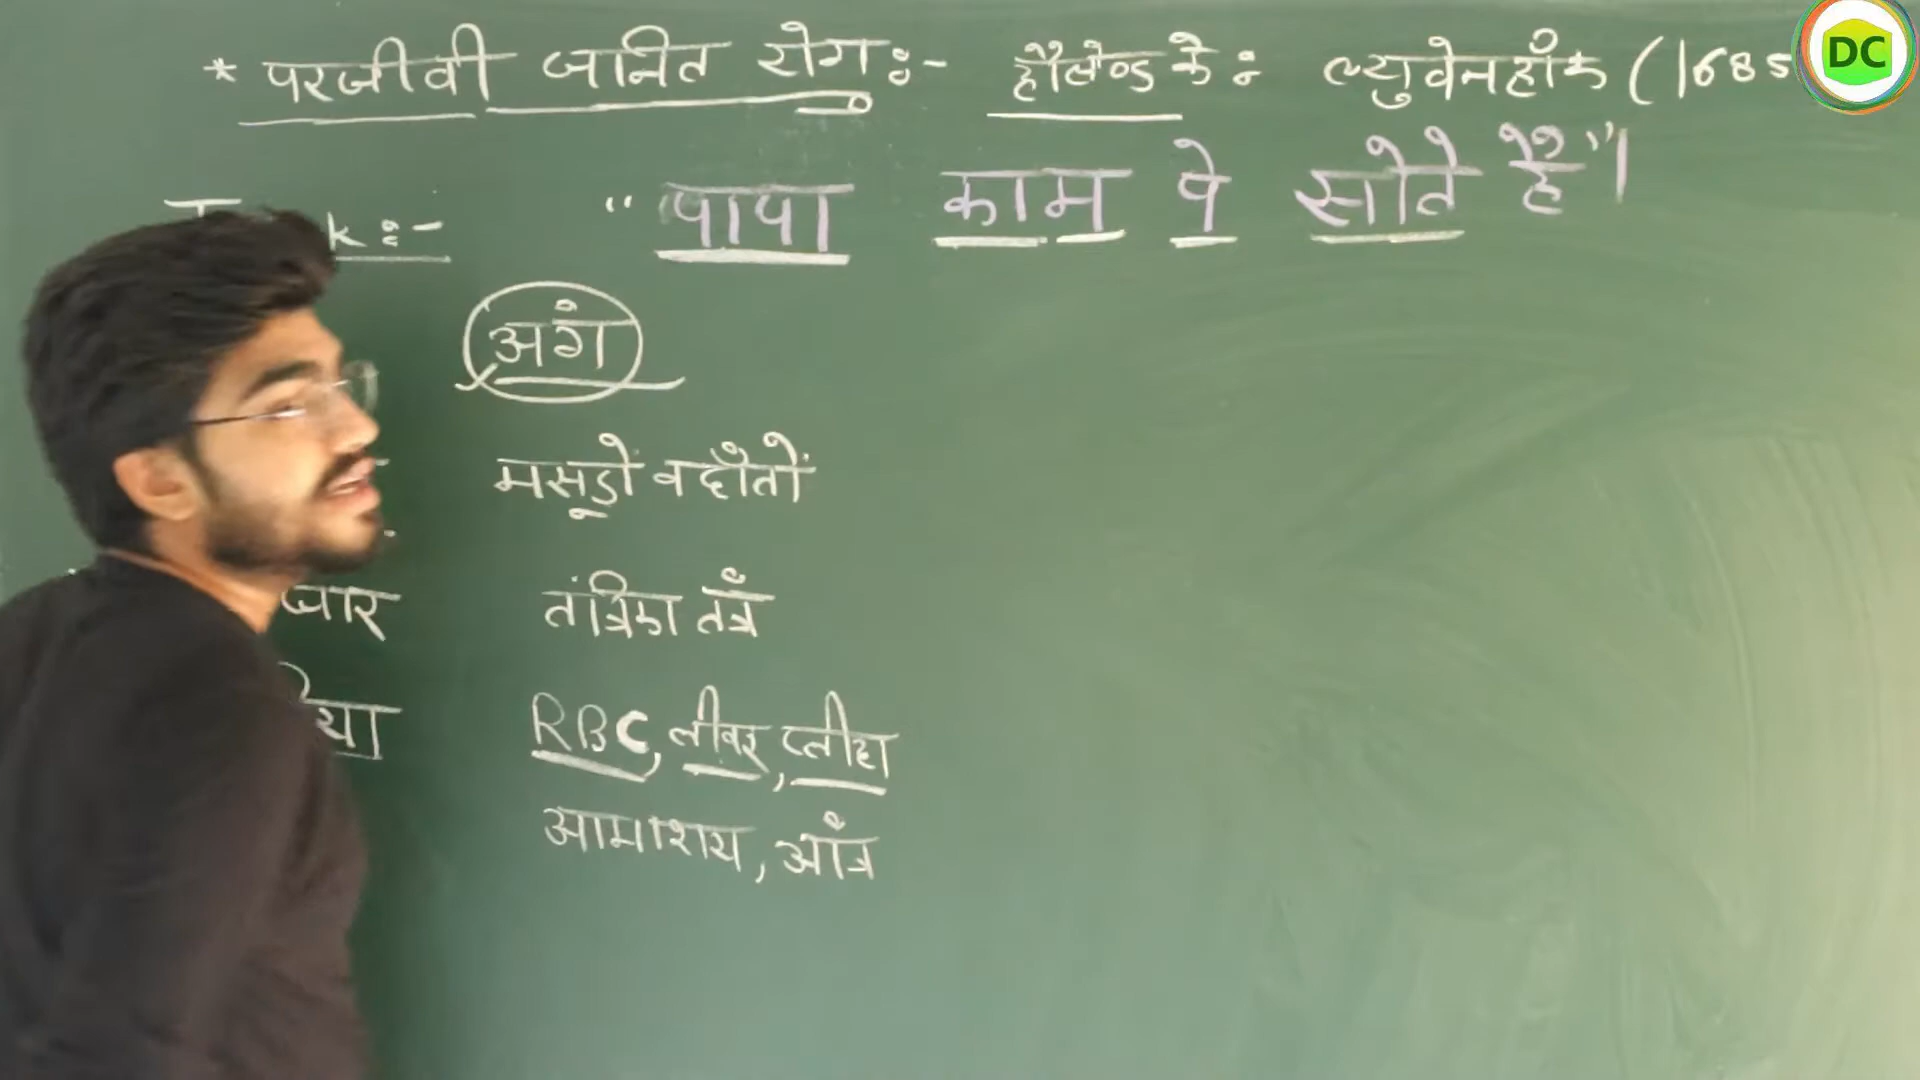 * परजीवी जनित रोग :- हॉलैण्ड के : ल्युवेनहॉक (1685
k :- "पापा काम पे सोते हैं"।
अंग
मसूडों व दाँतों
जार तंत्रिका तंत्र
या RBC, लीवर, प्लीहा
आमाशय, आँत्र
DC